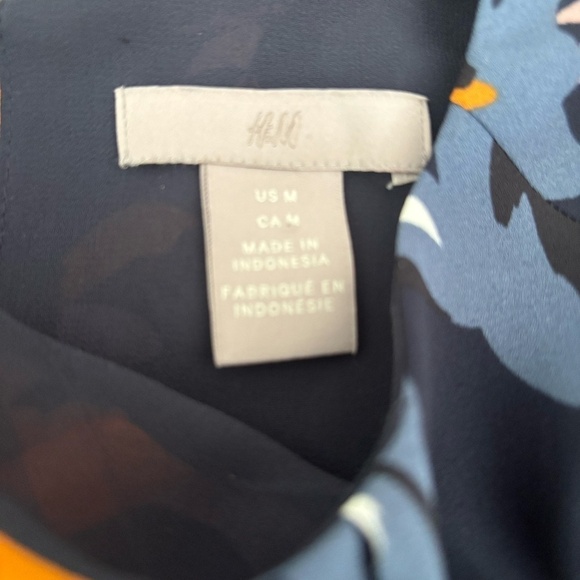 H&M
US M
CA M
MADE IN
INDONESIA
FABRIQUÉ EN
INDONÉSIE